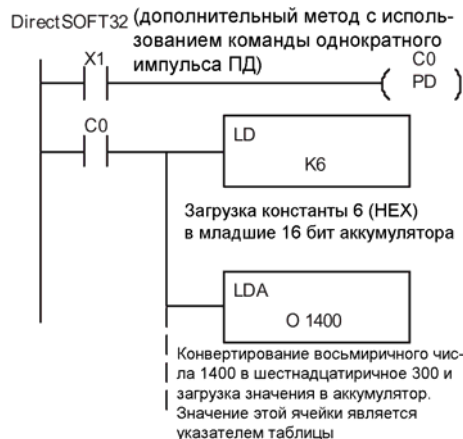 DirectSOFT32 (дополнительный метод с исполь-
зованием команды однократного
импульса ПД)
X1
C0
PD
C0
LD
K6
Загрузка константы 6 (HEX)
в младшие 16 бит аккумулятора
LDA
O 1400
Конвертирование восьмиричного чис-
ла 1400 в шестнадцатиричное 300 и
загрузка значения в аккумулятор.
Значение этой ячейки является
указателем таблицы